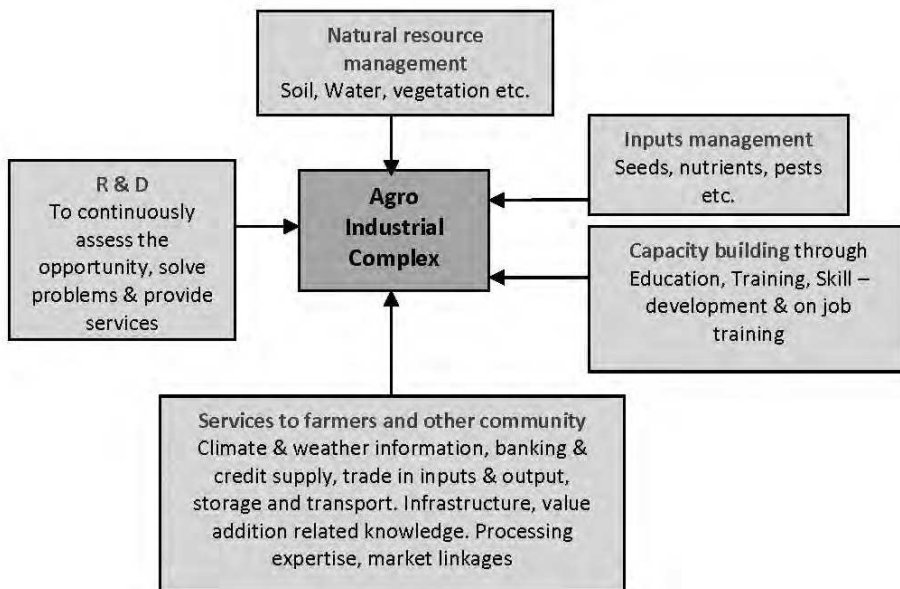 Natural resource
management
Soil, Water, vegetation etc.
Inputs management
Seeds, nutrients, pests
etc.
R & D
To continuously
assess the
opportunity, solve
problems & provide
services
Agro
Industrial
Complex
Capacity building through
Education, Training, Skill –
development & on job
training
Services to farmers and other community
Climate & weather information, banking &
credit supply, trade in inputs & output,
storage and transport. Infrastructure, value
addition related knowledge. Processing
expertise, market linkages